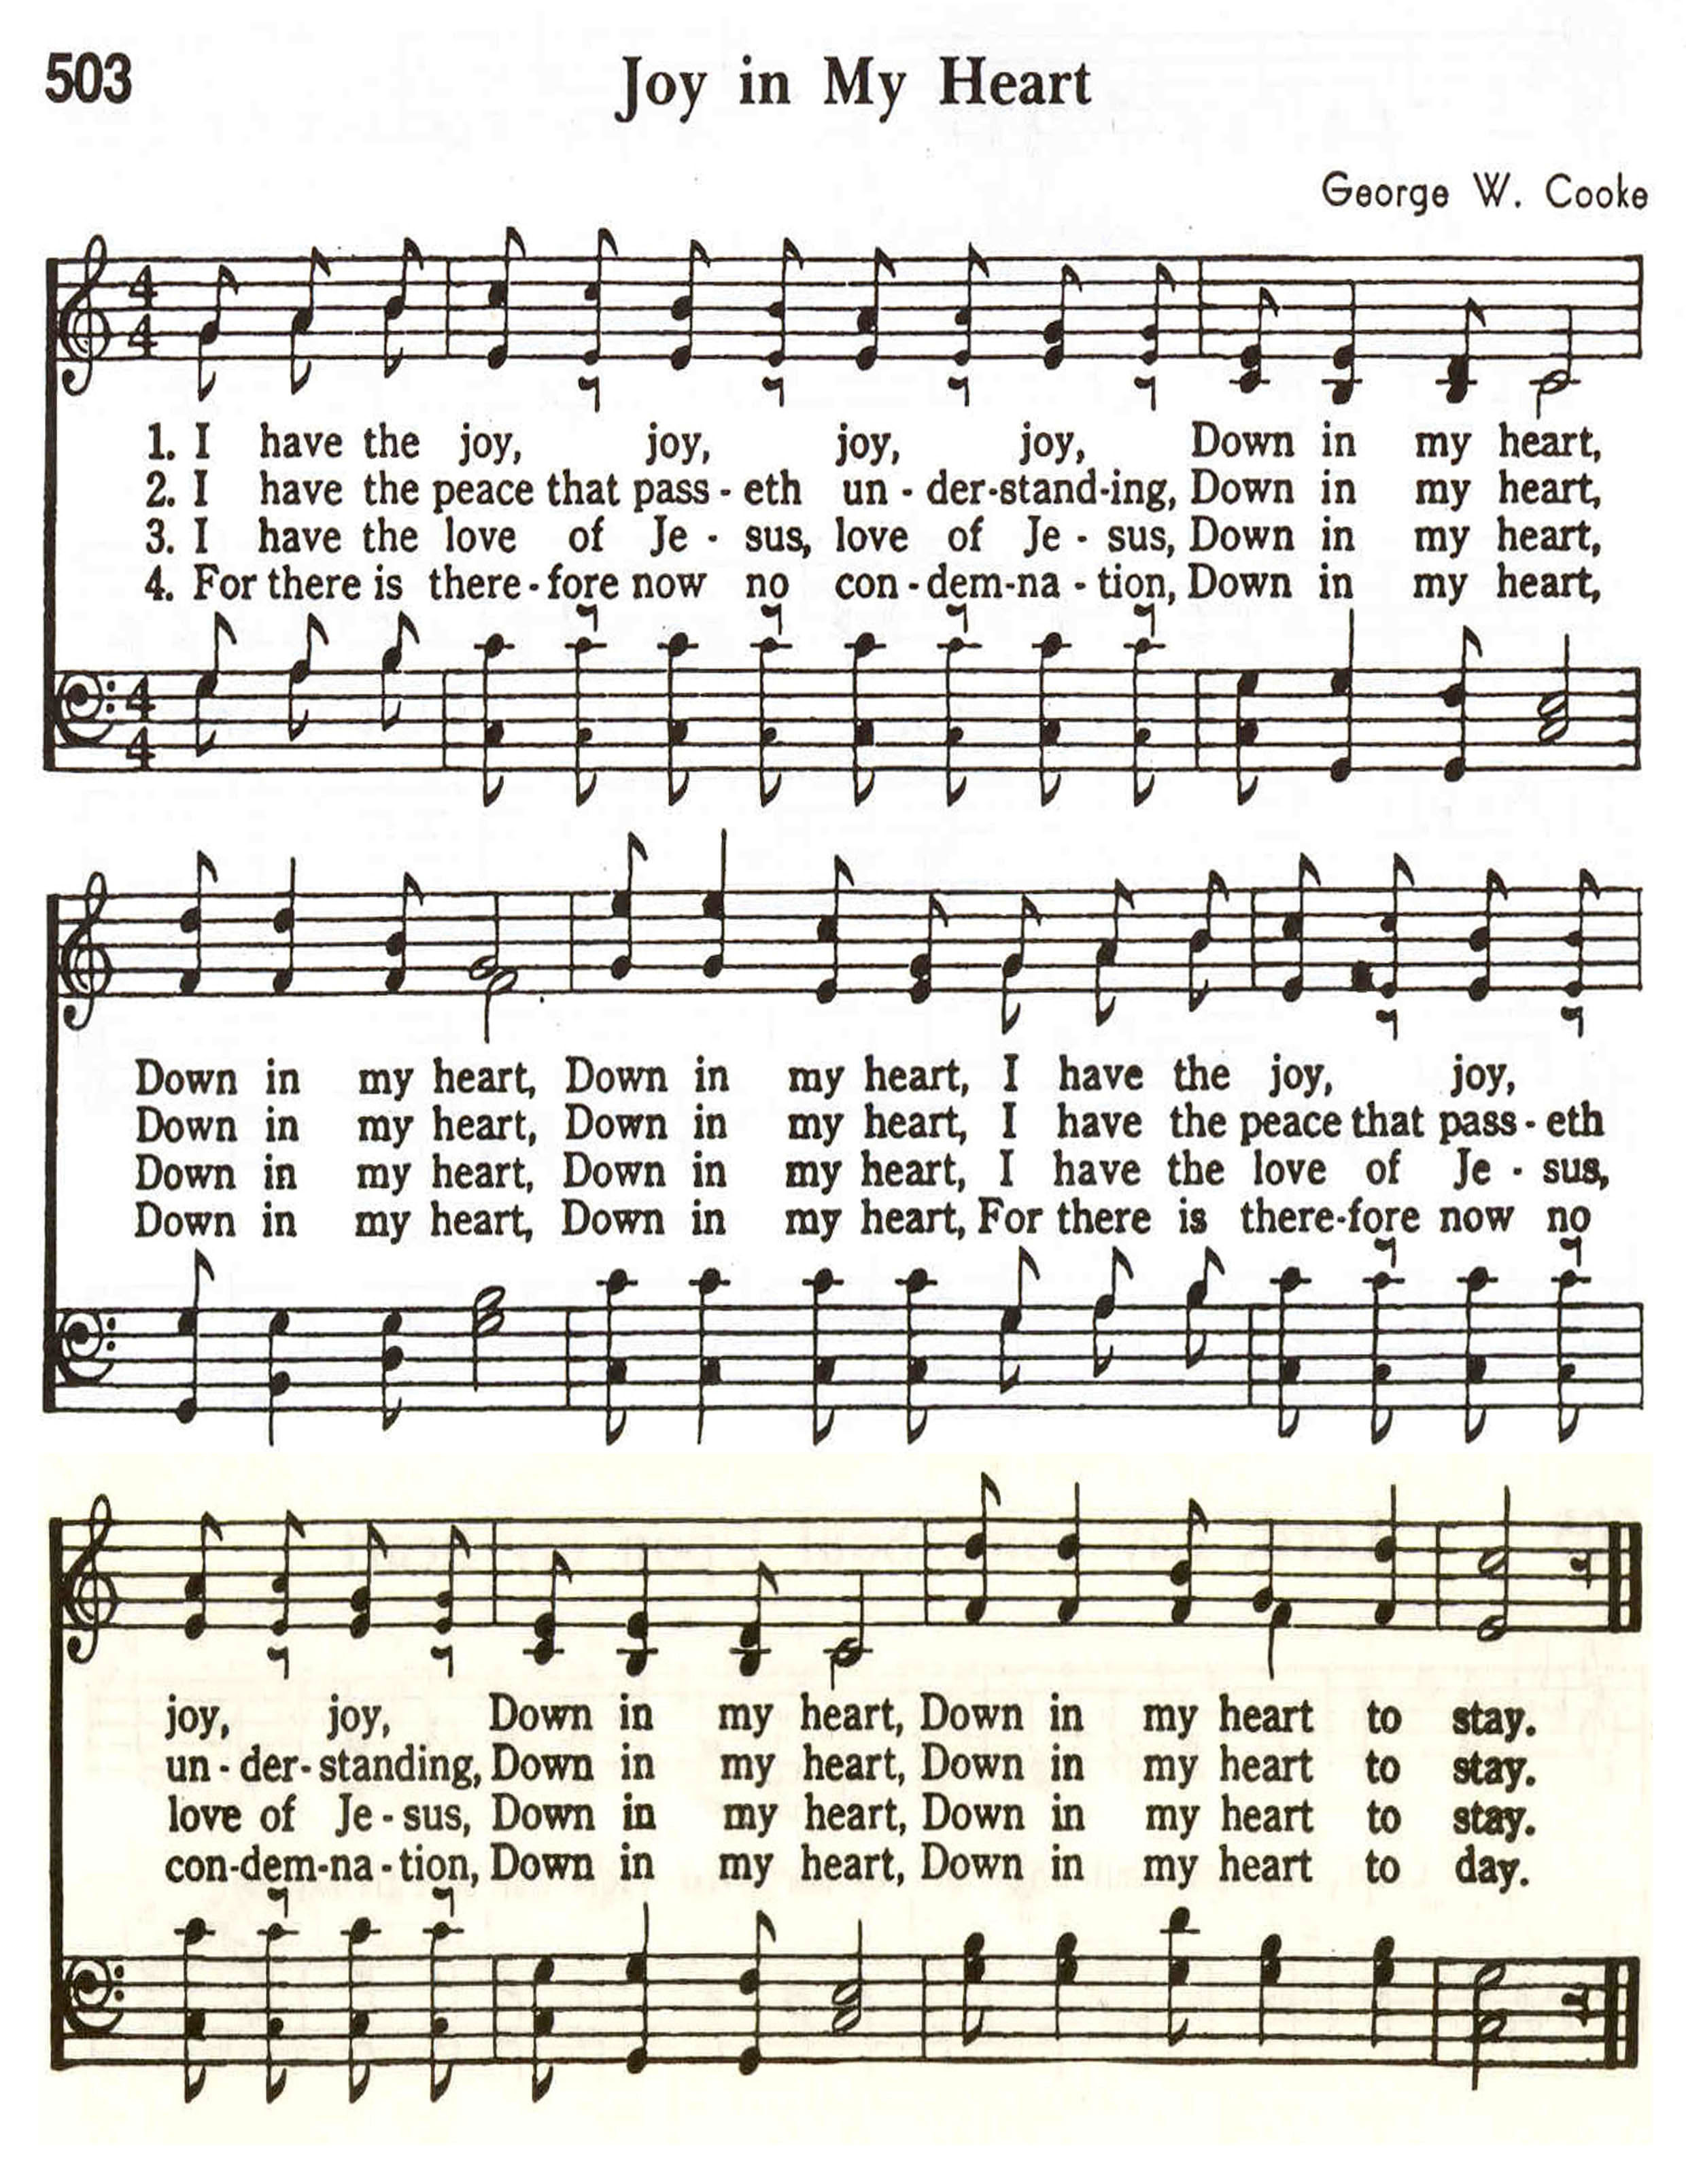 503
Joy in My Heart
George W. Cooke
4
4
1. I have the joy, joy, joy, joy, Down in my heart,
2. I have the peace that pass - eth un - der-stand-ing, Down in my heart,
3. I have the love of Je - sus, love of Je - sus, Down in my heart,
4. For there is there - fore now no con - dem-na - tion, Down in my heart,
4
4
Down in my heart, Down in my heart, I have the joy, joy,
Down in my heart, Down in my heart, I have the peace that pass - eth
Down in my heart, Down in my heart, I have the love of Je - sus,
Down in my heart, Down in my heart, For there is there-fore now no
joy, joy, Down in my heart, Down in my heart to stay.
un - der- standing, Down in my heart, Down in my heart to stay.
love of Je - sus, Down in my heart, Down in my heart to stay.
con-dem-na - tion, Down in my heart, Down in my heart to day.